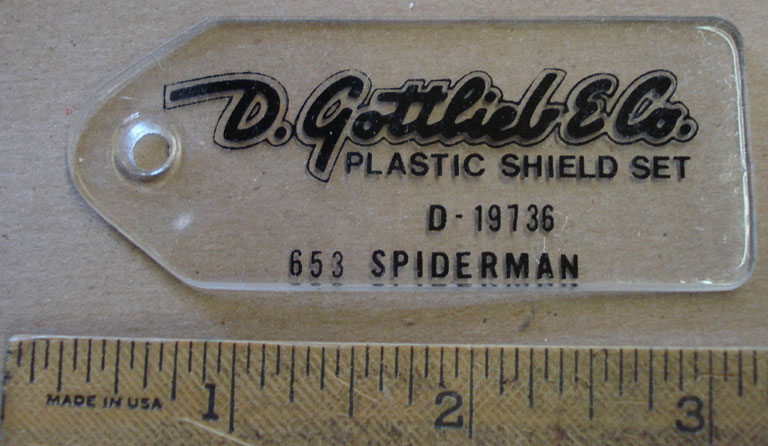 D. Gottlieb & Co.
PLASTIC SHIELD SET
D-19736
653 SPIDERMAN
MADE IN USA
1 2 3